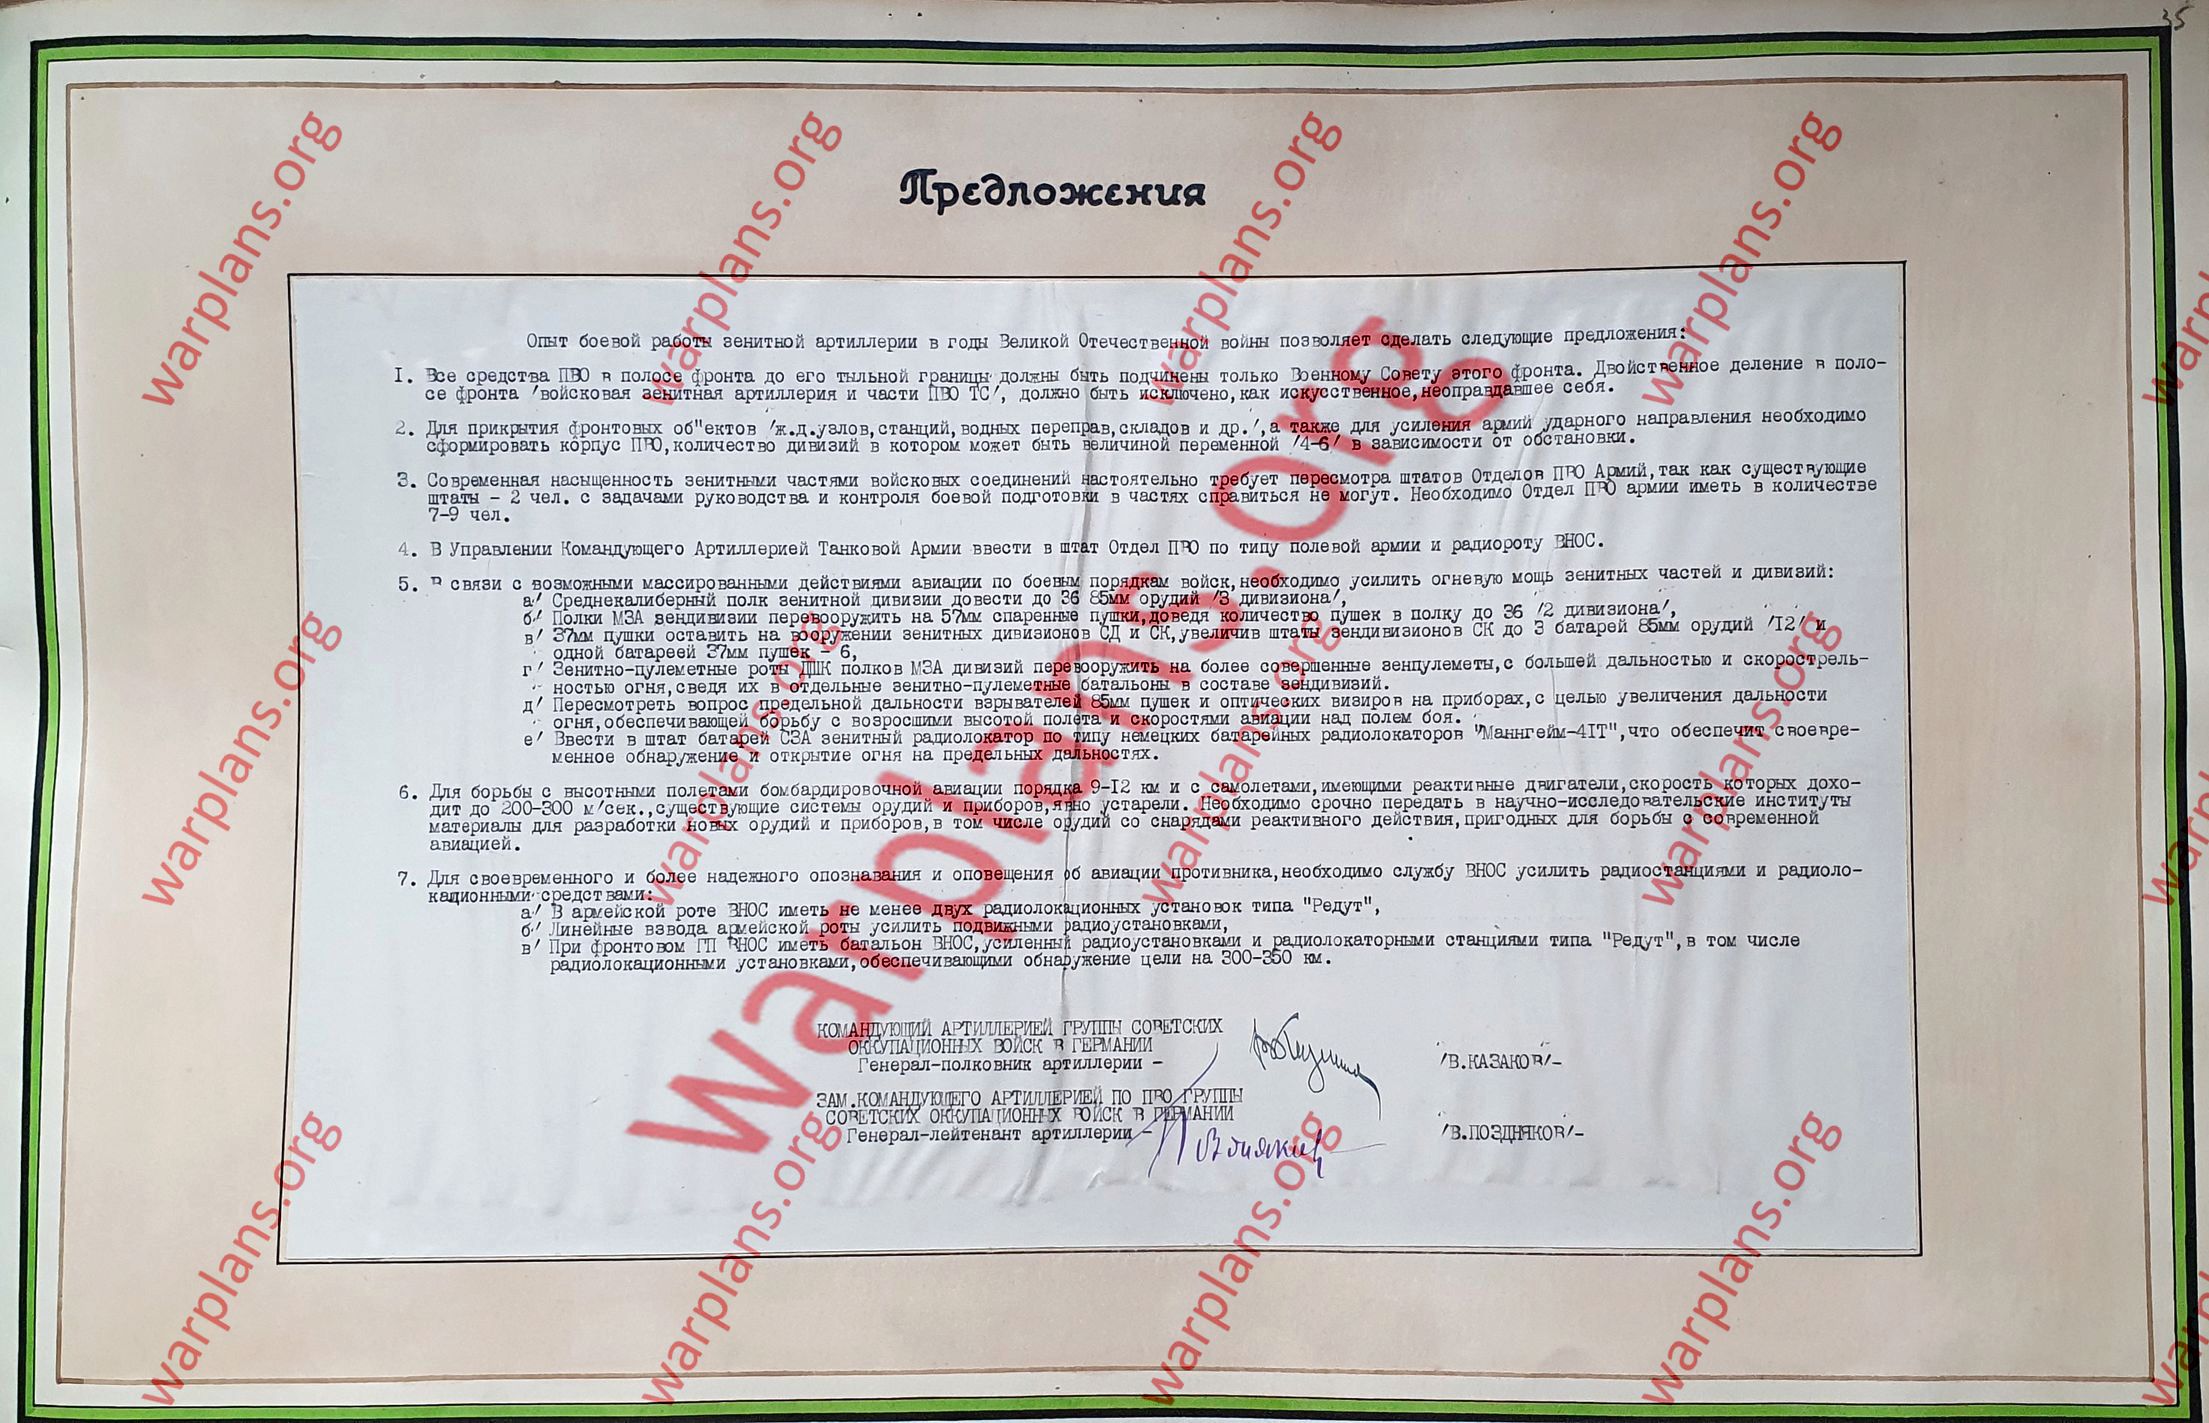 35
Предложения
Опыт боевой работы зенитной артиллерии в годы Великой Отечественной войны позволяет сделать следующие предложения:
1. Все средства ПВО в полосе фронта до его тыльной границы должны быть подчинены только Военному Совету этого фронта. Двойственное деление в поло-
се фронта /войсковая зенитная артиллерия и части ПВО ТС/, должно быть исключено, как искусственное, неоправдавшее себя.
2. Для прикрытия фронтовых об"ектов /ж.д.узлов, станций, водных переправ, складов и др./, а также для усиления армий ударного направления необходимо
сформировать корпус ПВО, количество дивизий в котором может быть величиной переменной /4-6/ в зависимости от обстановки.
3. Современная насыщенность зенитными частями войсковых соединений настоятельно требует пересмотра штатов Отделов ПВО Армий, так как существующие
штаты - 2 чел. с задачами руководства и контроля боевой подготовки в частях справиться не могут. Необходимо Отдел ПВО армии иметь в количестве
7-9 чел.
4. В Управлении Командующего Артиллерией Танковой Армии ввести в штат Отдел ПВО по типу полевой армии и радиороту ВНОС.
5. В связи с возможными массированными действиями авиации по боевым порядкам войск, необходимо усилить огневую мощь зенитных частей и дивизий:
а/ Среднекалиберный полк зенитной дивизии довести до 36 85мм орудий /3 дивизиона/,
б/ Полки МЗА зендивизии перевооружить на 57мм спаренные пушки, доведя количество пушек в полку до 36 /2 дивизиона/,
в/ 37мм пушки оставить на вооружении зенитных дивизионов СД и СК, увеличив штаты зендивизионов СК до 3 батарей 85мм орудий /12/ и
одной батареей 37мм пушек - 6,
г/ Зенитно-пулеметные роты ДШК полков МЗА дивизий перевооружить на более совершенные зенпулеметы, с большей дальностью и скорострель-
ностью огня, сведя их в отдельные зенитно-пулеметные батальоны в составе зендивизий.
д/ Пересмотреть вопрос предельной дальности взрывателей 85мм пушек и оптических визиров на приборах, с целью увеличения дальности
огня, обеспечивающей борьбу с возросшими высотой полета и скоростями авиации над полем боя.
е/ Ввести в штат батарей СЗА зенитный радиолокатор по типу немецких батарейных радиолокаторов "Маннгейм-41Т", что обеспечит своевре-
менное обнаружение и открытие огня на предельных дальностях.
6. Для борьбы с высотными полетами бомбардировочной авиации порядка 9-12 км и с самолетами, имеющими реактивные двигатели, скорость которых дохо-
дит до 200-300 м/сек., существующие системы орудий и приборов, явно устарели. Необходимо срочно передать в научно-исследовательские институты
материалы для разработки новых орудий и приборов, в том числе орудий со снарядами реактивного действия, пригодных для борьбы с современной
авиацией.
7. Для своевременного и более надежного опознавания и оповещения об авиации противника, необходимо службу ВНОС усилить радиостанциями и радиоло-
кационными средствами:
а/ В армейской роте ВНОС иметь не менее двух радиолокационных установок типа "Редут",
б/ Линейные взвода армейской роты усилить подвижными радиоустановками,
в/ При фронтовом ГП ВНОС иметь батальон ВНОС, усиленный радиоустановками и радиолокаторными станциями типа "Редут", в том числе
радиолокационными установками, обеспечивающими обнаружение цели на 300-350 км.
КОМАНДУЮЩИЙ АРТИЛЛЕРИЕЙ ГРУППЫ СОВЕТСКИХ
ОККУПАЦИОННЫХ ВОЙСК В ГЕРМАНИИ
Генерал-полковник артиллерии - /В.КАЗАКОВ/-
ЗАМ.КОМАНДУЮЩЕГО АРТИЛЛЕРИЕЙ ПО ПВО ГРУППЫ
СОВЕТСКИХ ОККУПАЦИОННЫХ ВОЙСК В ГЕРМАНИИ
Генерал-лейтенант артиллерии - /В.ПОЗДНЯКОВ/-
warplans.org